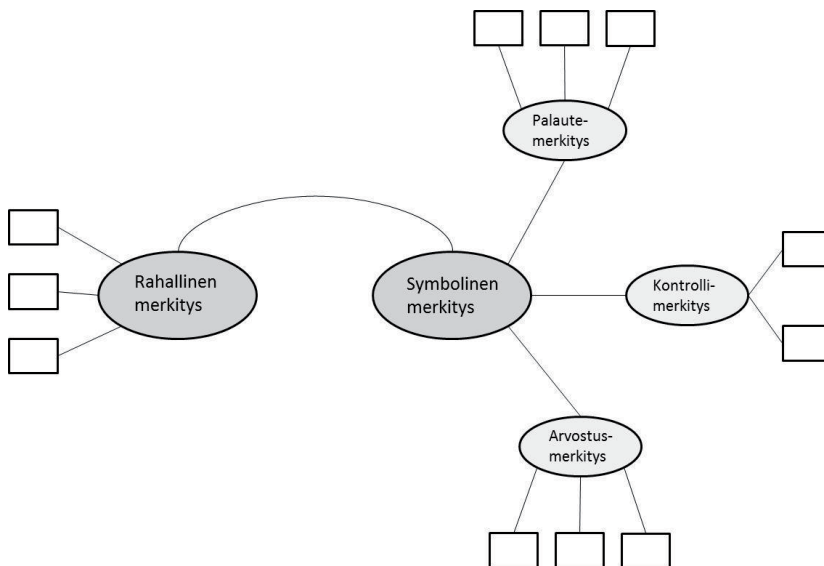 Palaute-
merkitys
Rahallinen
merkitys
Symbolinen
merkitys
Kontrolli-
merkitys
Arvostus-
merkitys